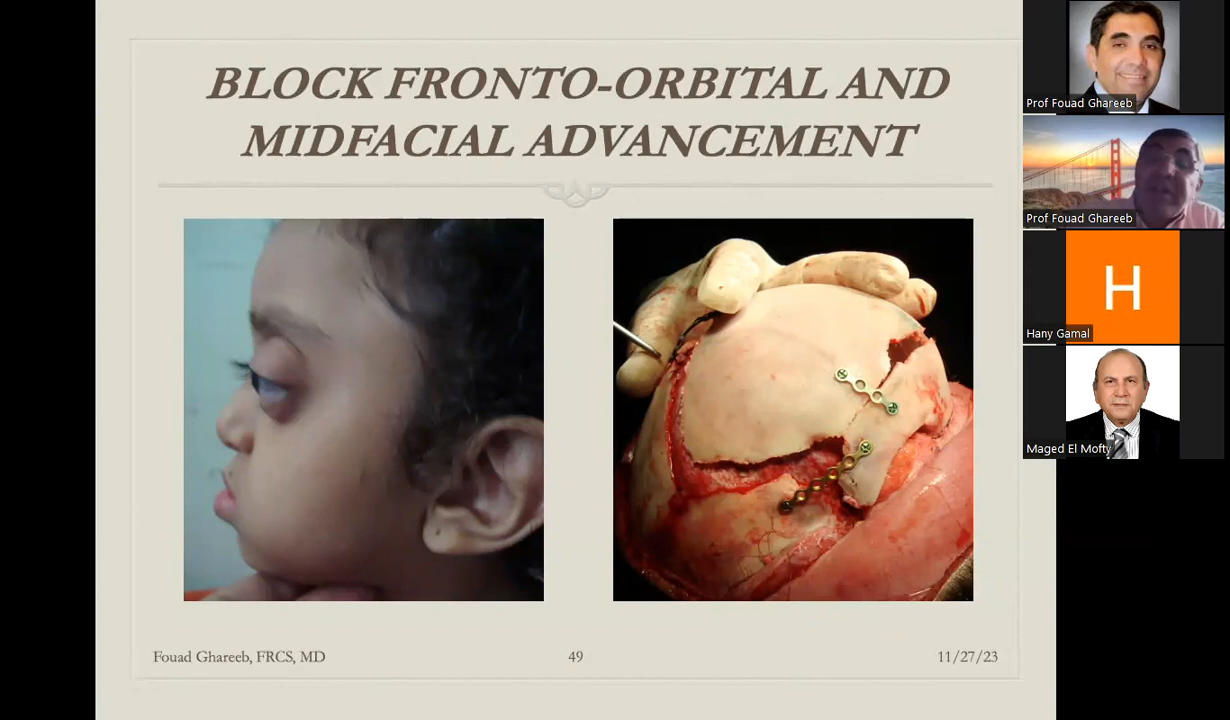 BLOCK FRONTO-ORBITAL AND
MIDFACIAL ADVANCEMENT
Fouad Ghareeb, FRCS, MD
49
11/27/23
Prof Fouad Ghareeb
Prof Fouad Ghareeb
H
Hany Gamal
Maged El Mofty